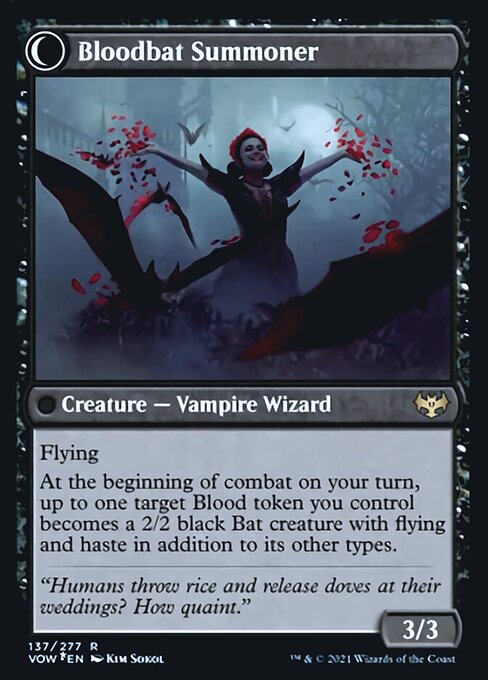 Bloodbat Summoner
Creature — Vampire Wizard
Flying
At the beginning of combat on your turn,
up to one target Blood token you control
becomes a 2/2 black Bat creature with flying
and haste in addition to its other types.
“Humans throw rice and release doves at their
weddings? How quaint.”
3/3
137/277 R
VOW★EN Kim Sokol
™ & © 2021 Wizards of the Coast